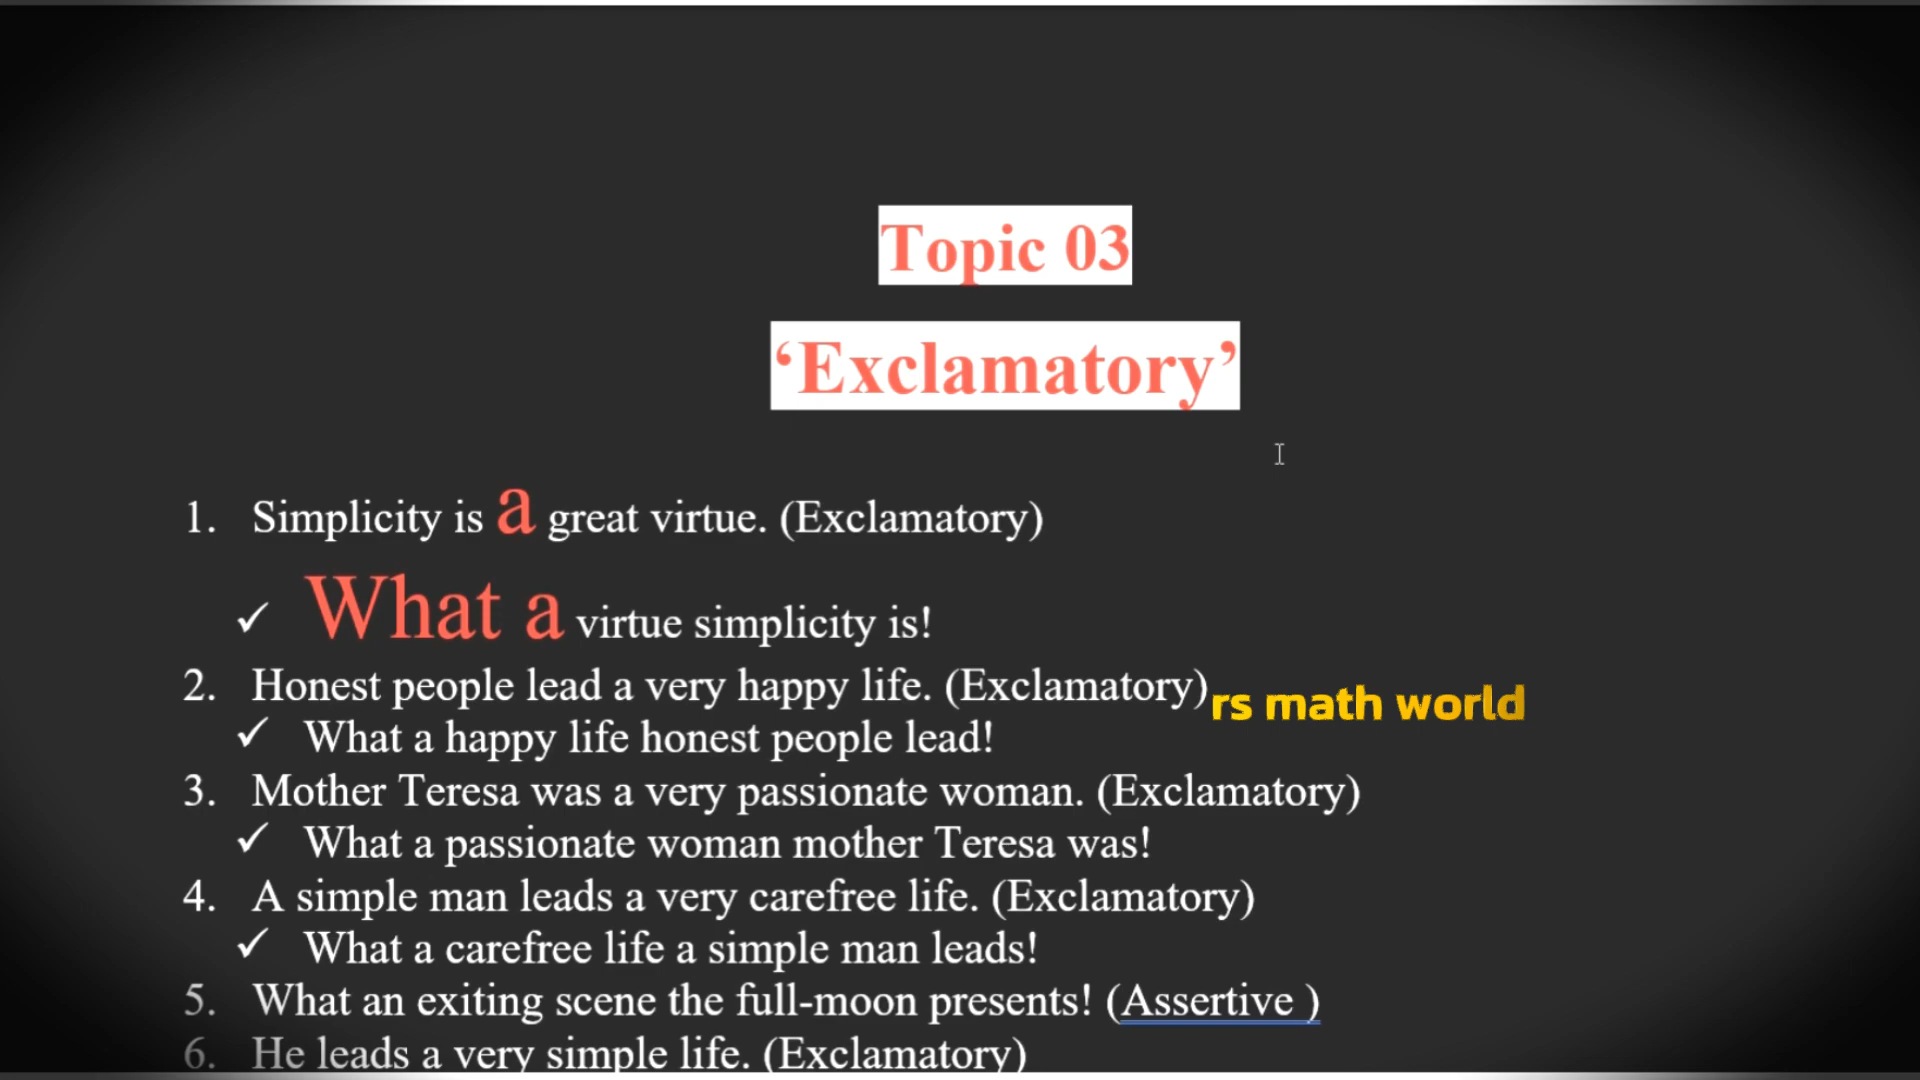 Topic 03
‘Exclamatory’
1. Simplicity is a great virtue. (Exclamatory)
✓ What a virtue simplicity is!
2. Honest people lead a very happy life. (Exclamatory)
rs math world
✓ What a happy life honest people lead!
3. Mother Teresa was a very passionate woman. (Exclamatory)
✓ What a passionate woman mother Teresa was!
4. A simple man leads a very carefree life. (Exclamatory)
✓ What a carefree life a simple man leads!
5. What an exiting scene the full-moon presents! (Assertive )
6. He leads a very simple life. (Exclamatory)